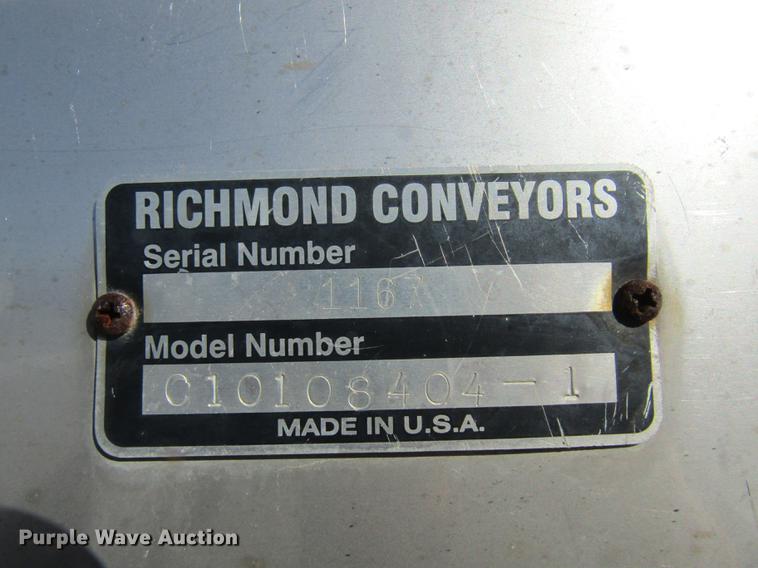 RICHMOND CONVEYORS
Serial Number
1167
Model Number
C10108404-1
MADE IN U.S.A.
Purple Wave Auction